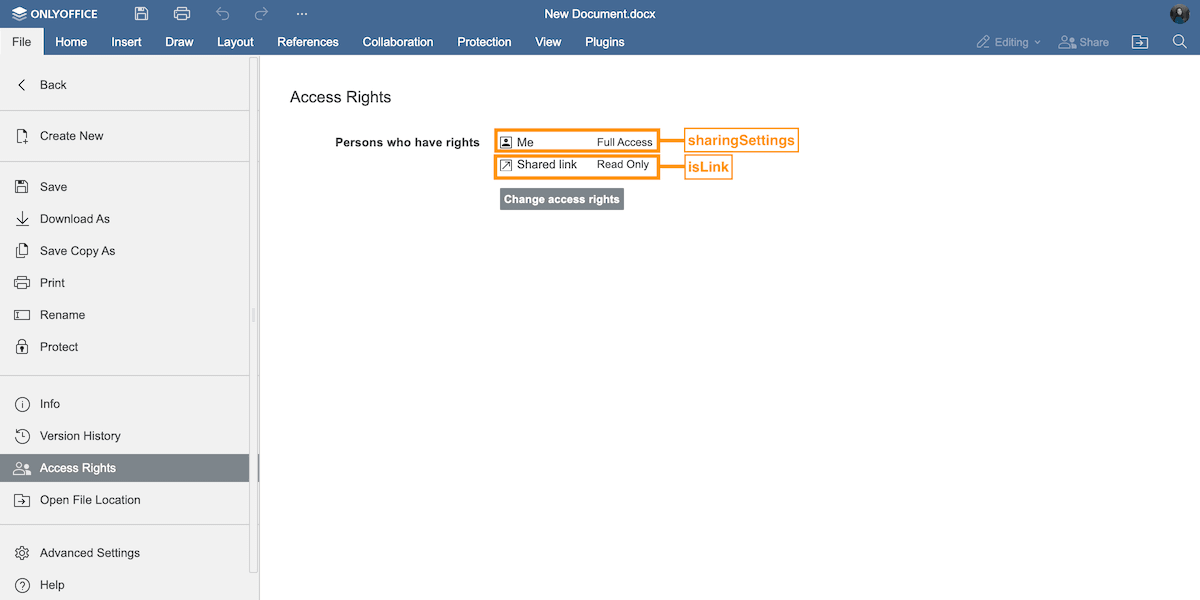 ONLYOFFICE
New Document.docx
File Home Insert Draw Layout References Collaboration Protection View Plugins Editing Share
Back
Create New
Save
Download As
Save Copy As
Print
Rename
Protect
Info
Version History
Access Rights
Open File Location
Advanced Settings
Help
Access Rights
Persons who have rights Me Full Access sharingSettings
Shared link Read Only isLink
Change access rights